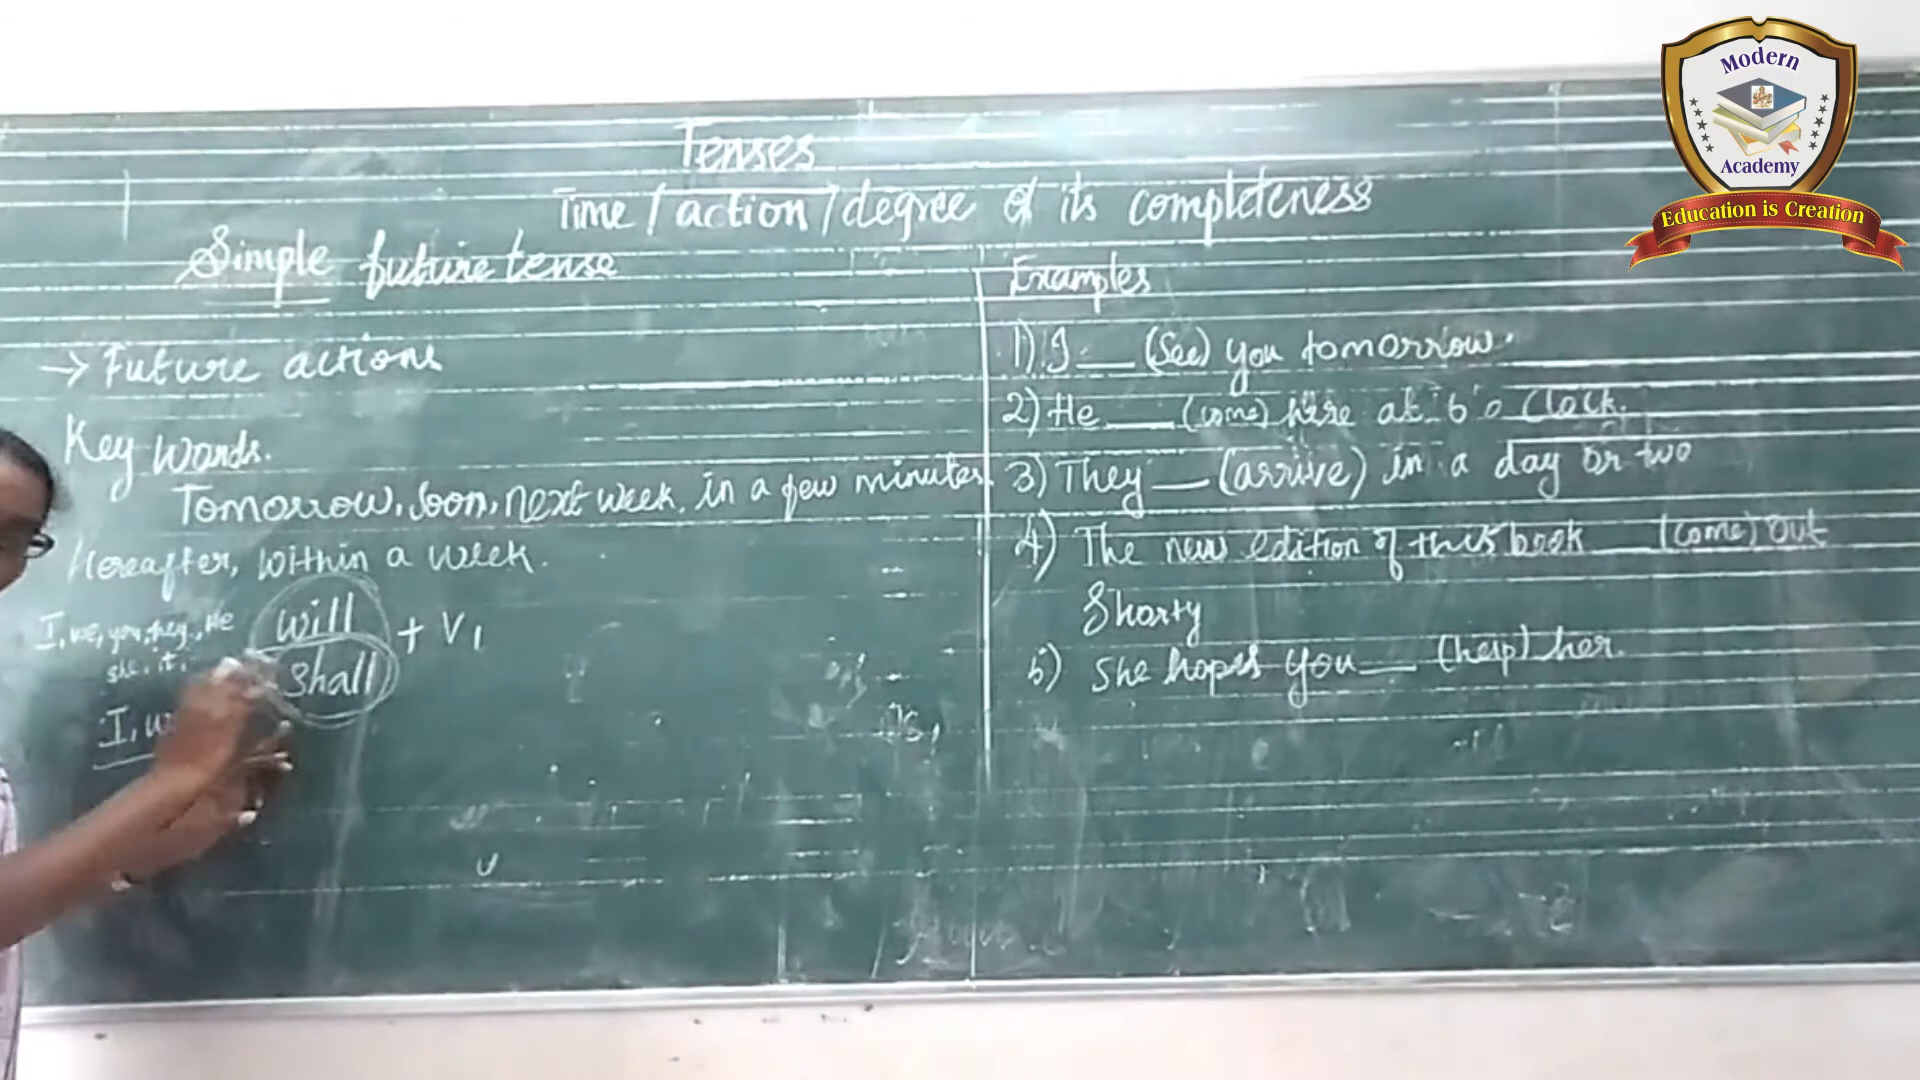 Modern
Academy
Education is Creation
Tenses
Time / action / degree of its completeness
Simple future tense
→ Future actions
Key words.
Tomorrow, Soon, next week, in a few minutes.
Hereafter, within a week.
I, we, you, they, He
she, it,
will
shall
+ V1
I,
Examples
1) I ___ (See) you tomorrow.
2) He ___ (come) here at 6'o Clock.
3) They ___ (arrive) in a day or two
4) The new edition of this book ___ (come) out
Shorty
5) She hopes you ___ (help) her.